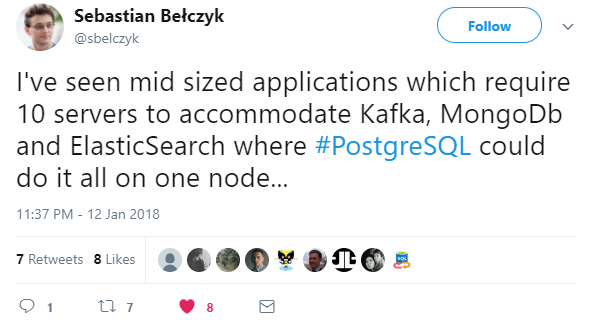 Sebastian Bełczyk
@sbelczyk
Follow
I've seen mid sized applications which require
10 servers to accommodate Kafka, MongoDb
and ElasticSearch where #PostgreSQL could
do it all on one node...
11:37 PM - 12 Jan 2018
7 Retweets 8 Likes
SQL
1 7 8